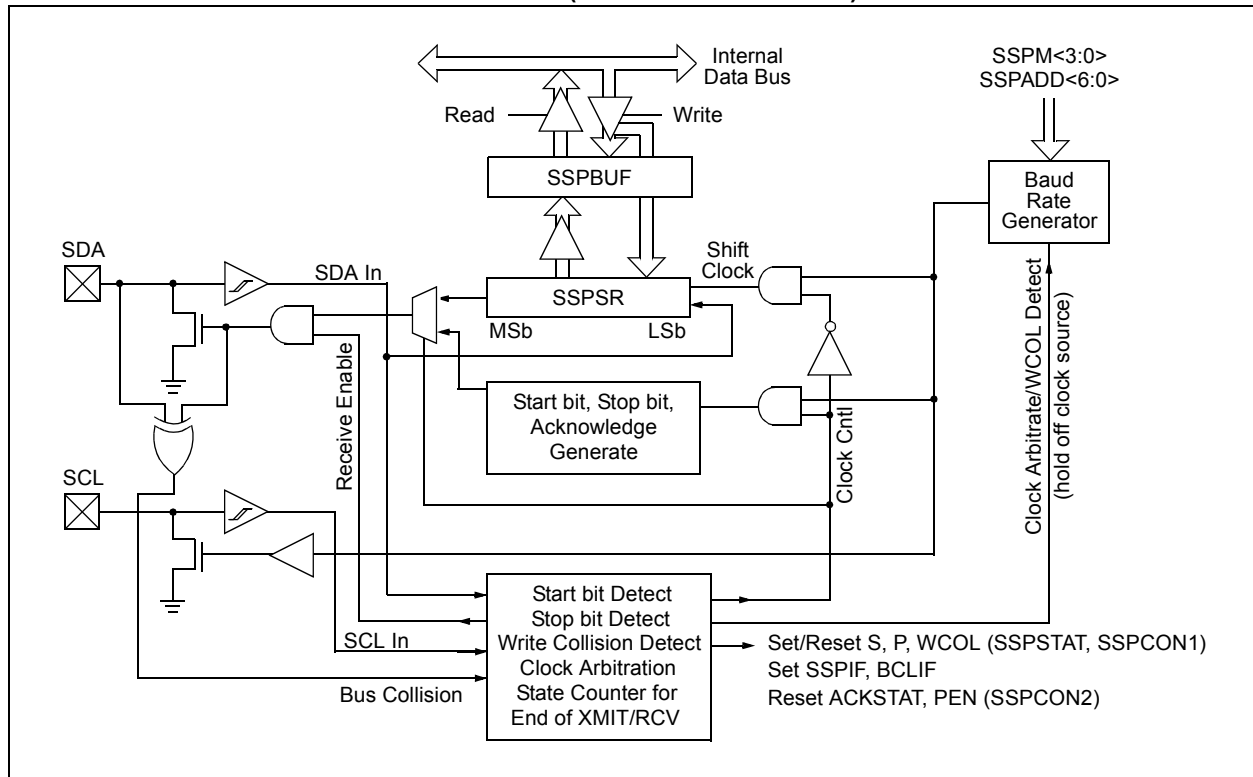 Internal
Data Bus
SSPM<3:0>
SSPADD<6:0>
Read
Write
SSPBUF
Baud
Rate
Generator
SDA
SDA In
Shift
Clock
SSPSR
MSb
LSb
Receive Enable
Start bit, Stop bit,
Acknowledge
Generate
Clock Cntl
Clock Arbitrate/WCOL Detect
(hold off clock source)
SCL
SCL In
Bus Collision
Start bit Detect
Stop bit Detect
Write Collision Detect
Clock Arbitration
State Counter for
End of XMIT/RCV
Set/Reset S, P, WCOL (SSPSTAT, SSPCON1)
Set SSPIF, BCLIF
Reset ACKSTAT, PEN (SSPCON2)